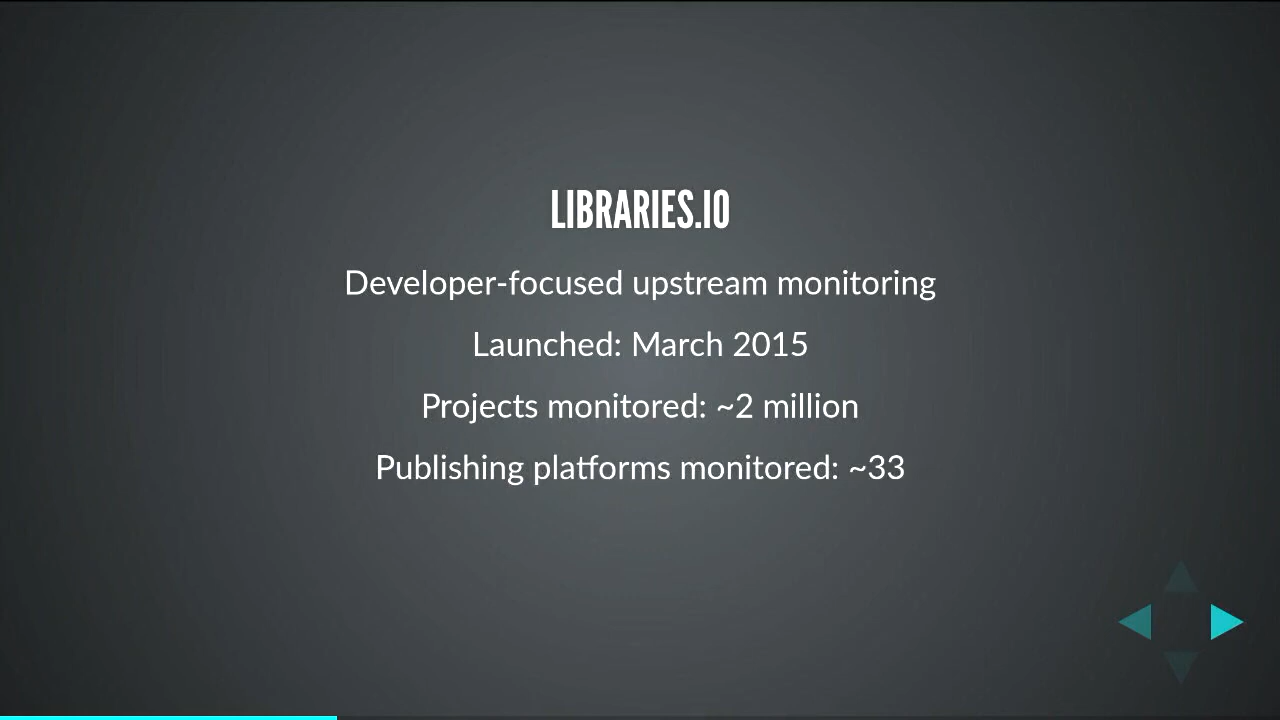 LIBRARIES.IO
Developer-focused upstream monitoring
Launched: March 2015
Projects monitored: ~2 million
Publishing platforms monitored: ~33